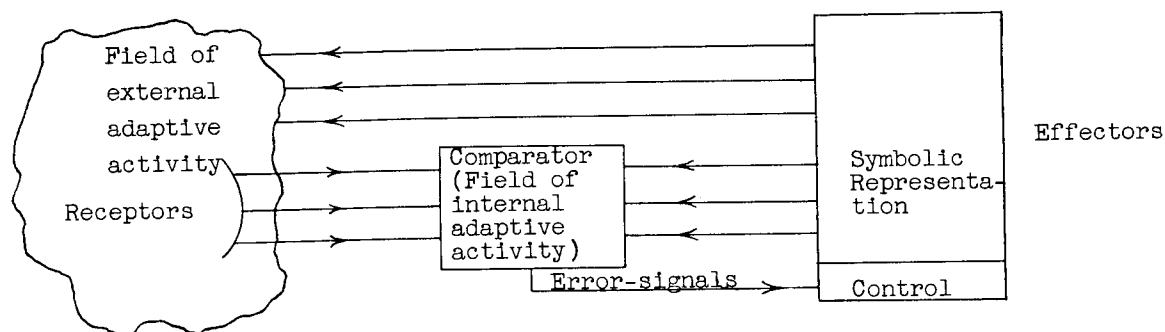 Field of
external
adaptive
activity
Receptors
Comparator
(Field of
internal
adaptive
activity)
Error-signals
Symbolic
Representa-
tion
Control
Effectors